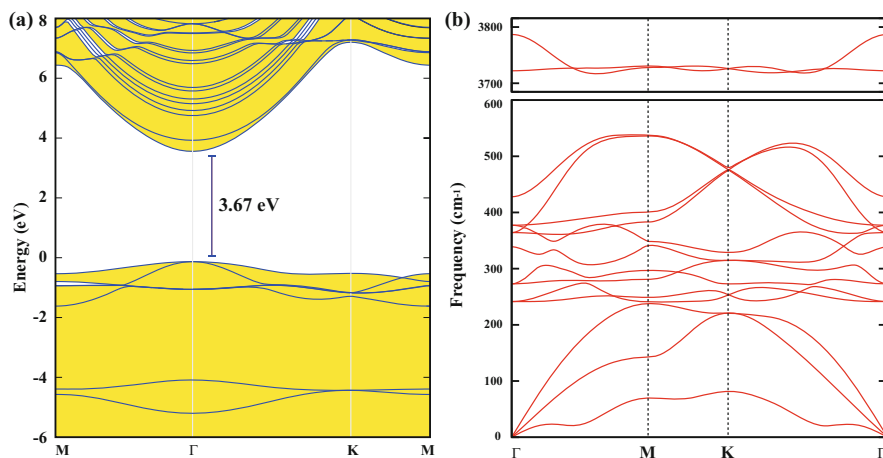 (a)
8
6
4
2
0
-2
-4
-6
Energy (eV)
3.67 eV
M Γ K M
(b)
3800
3700
600
500
400
300
200
100
0
Frequency (cm-1)
Γ M K Γ